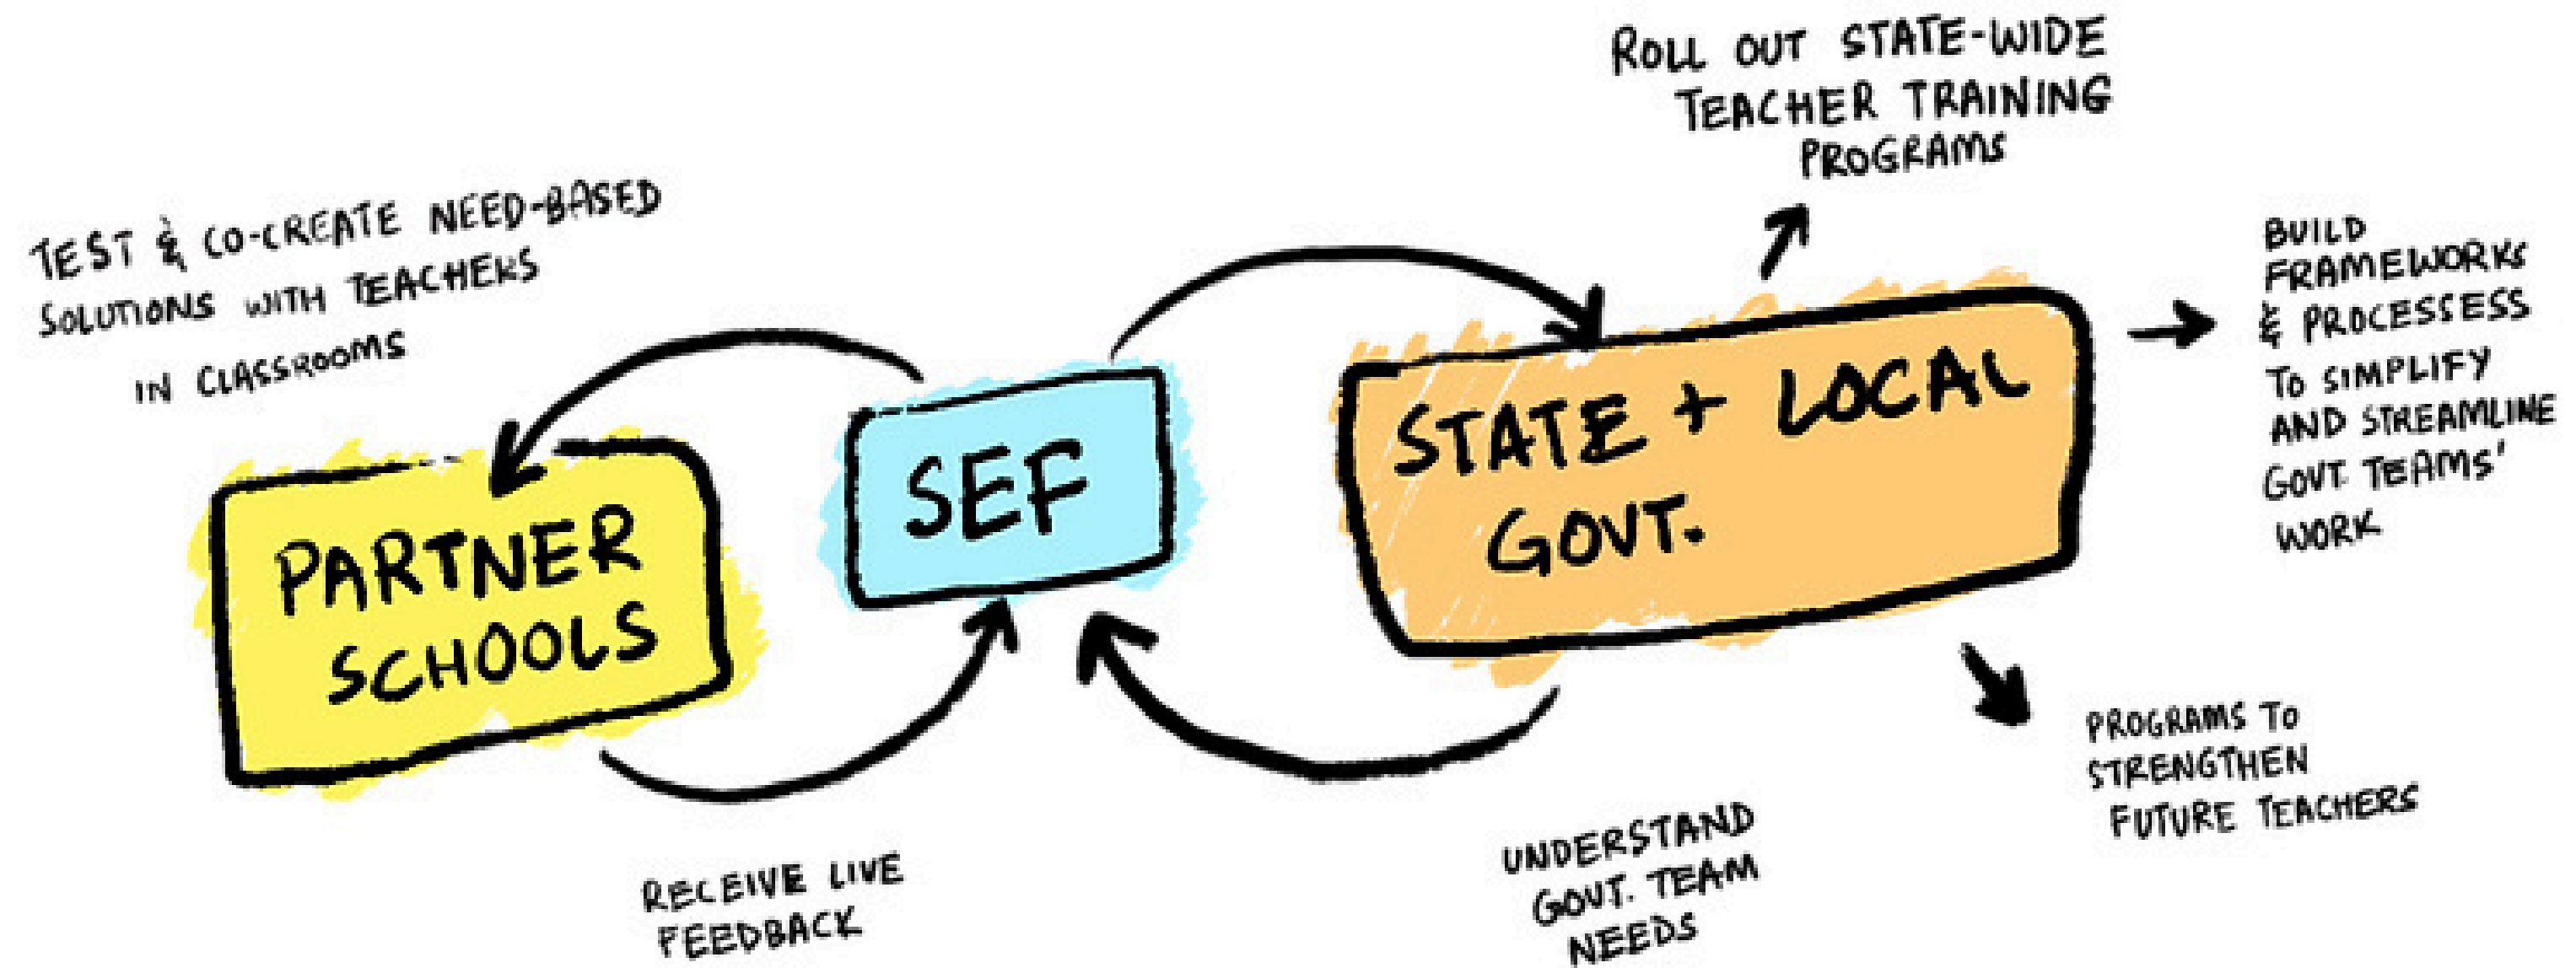 TEST & CO-CREATE NEED-BASED
SOLUTIONS WITH TEACHERS
IN CLASSROOMS
PARTNER
SCHOOLS
RECEIVE LIVE
FEEDBACK
SEF
STATE + LOCAL
GOVT.
UNDERSTAND
GOVT. TEAM
NEEDS
ROLL OUT STATE-WIDE
TEACHER TRAINING
PROGRAMS
BUILD
FRAMEWORKS
& PROCESSESS
TO SIMPLIFY
AND STREAMLINE
GOVT. TEAMS'
WORK
PROGRAMS TO
STRENGTHEN
FUTURE TEACHERS